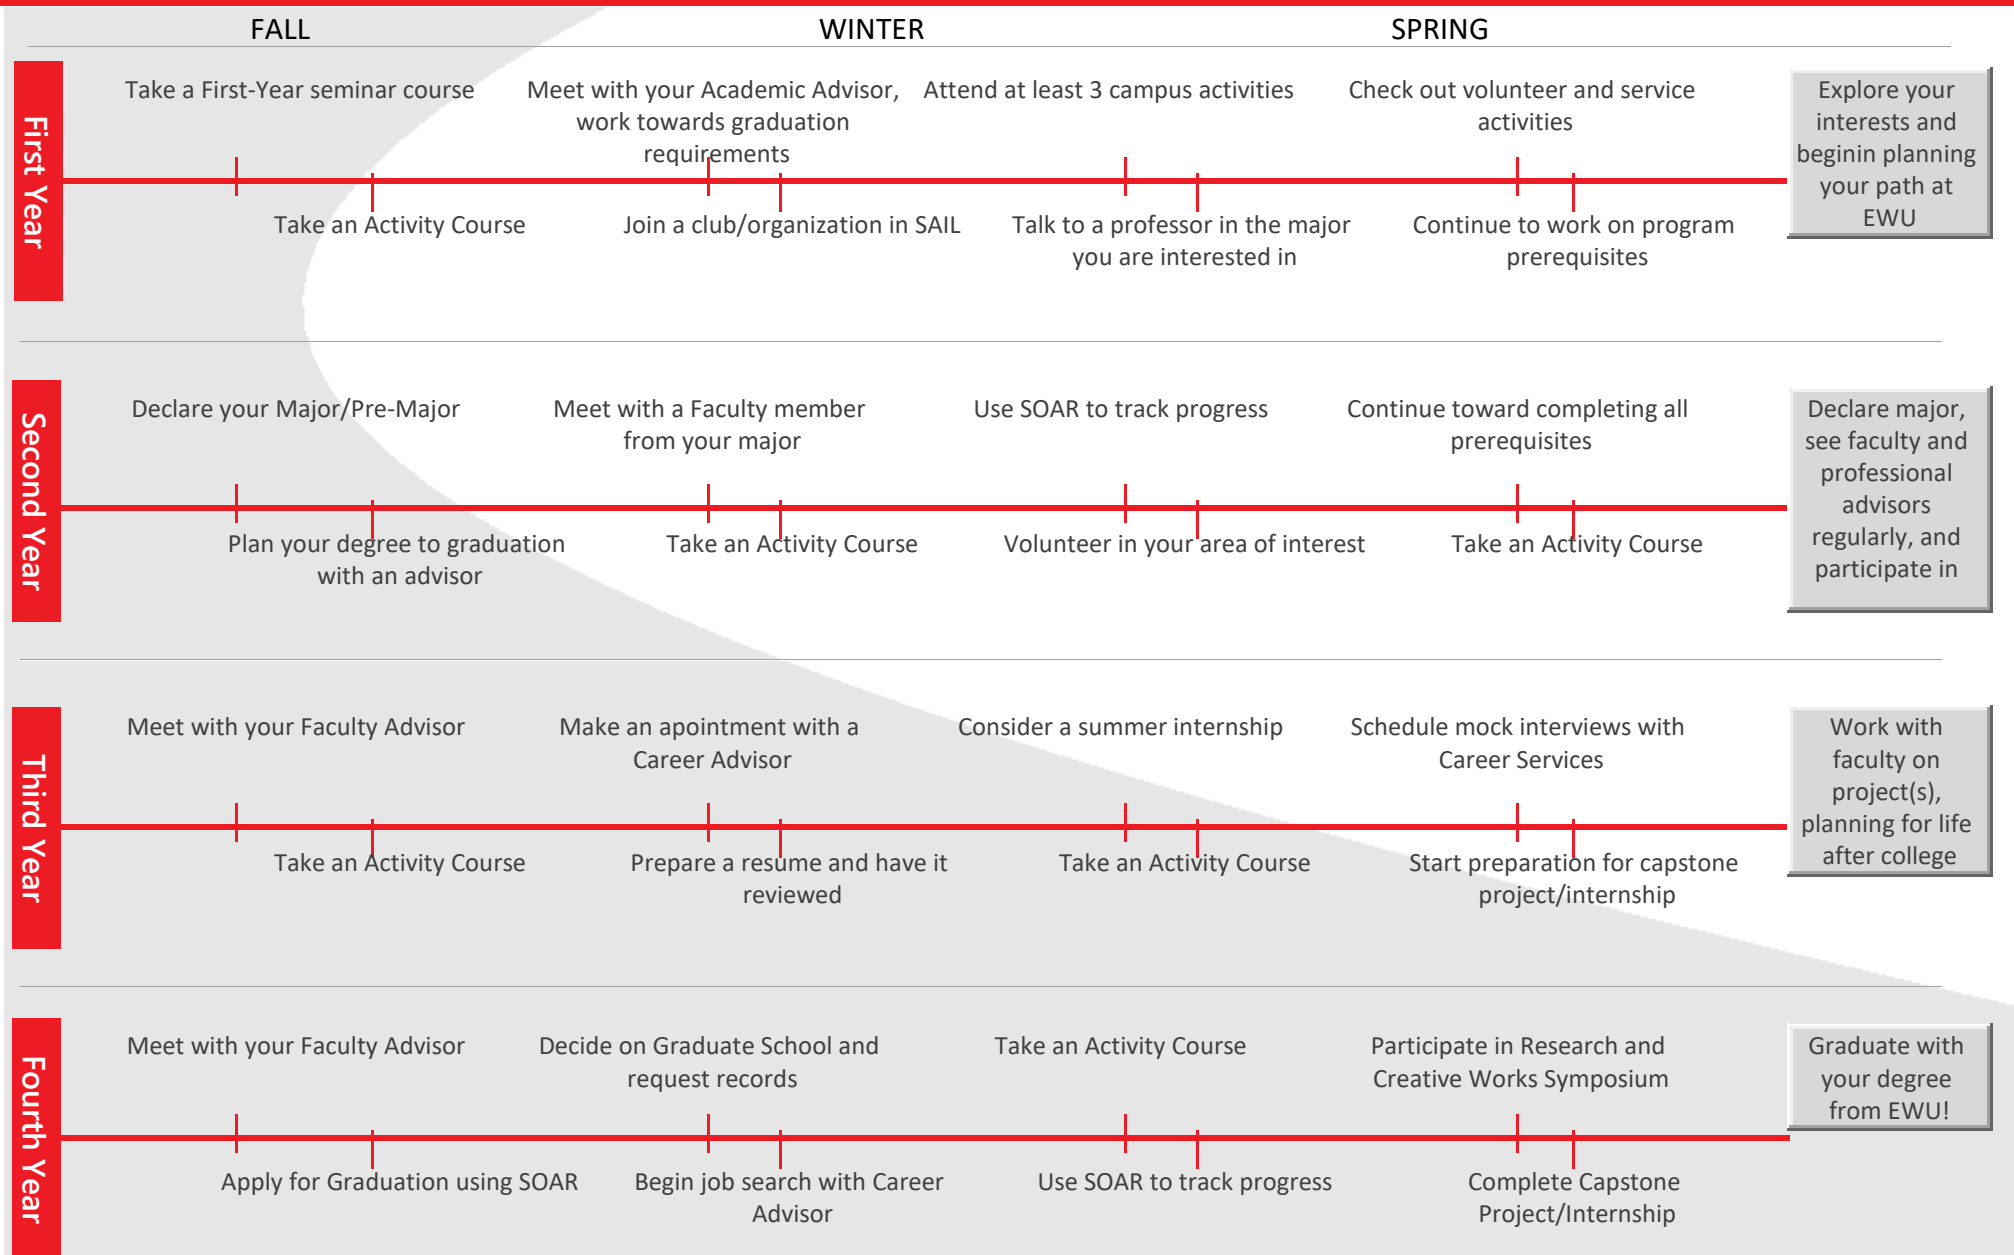 FALL
WINTER
SPRING
First Year
Take a First-Year seminar course
Meet with your Academic Advisor,
work towards graduation
requirements
Attend at least 3 campus activities
Check out volunteer and service
activities
Take an Activity Course
Join a club/organization in SAIL
Talk to a professor in the major
you are interested in
Continue to work on program
prerequisites
Explore your
interests and
beginin planning
your path at
EWU
Second Year
Declare your Major/Pre-Major
Meet with a Faculty member
from your major
Use SOAR to track progress
Continue toward completing all
prerequisites
Plan your degree to graduation
with an advisor
Take an Activity Course
Volunteer in your area of interest
Take an Activity Course
Declare major,
see faculty and
professional
advisors
regularly, and
participate in
Third Year
Meet with your Faculty Advisor
Make an apointment with a
Career Advisor
Consider a summer internship
Schedule mock interviews with
Career Services
Take an Activity Course
Prepare a resume and have it
reviewed
Take an Activity Course
Start preparation for capstone
project/internship
Work with
faculty on
project(s),
planning for life
after college
Fourth Year
Meet with your Faculty Advisor
Decide on Graduate School and
request records
Take an Activity Course
Participate in Research and
Creative Works Symposium
Apply for Graduation using SOAR
Begin job search with Career
Advisor
Use SOAR to track progress
Complete Capstone
Project/Internship
Graduate with
your degree
from EWU!